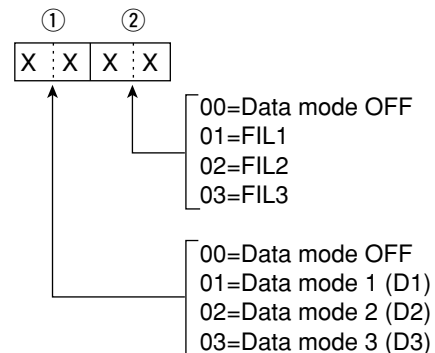 ① ②
X X X X
00=Data mode OFF
01=FIL1
02=FIL2
03=FIL3
00=Data mode OFF
01=Data mode 1 (D1)
02=Data mode 2 (D2)
03=Data mode 3 (D3)